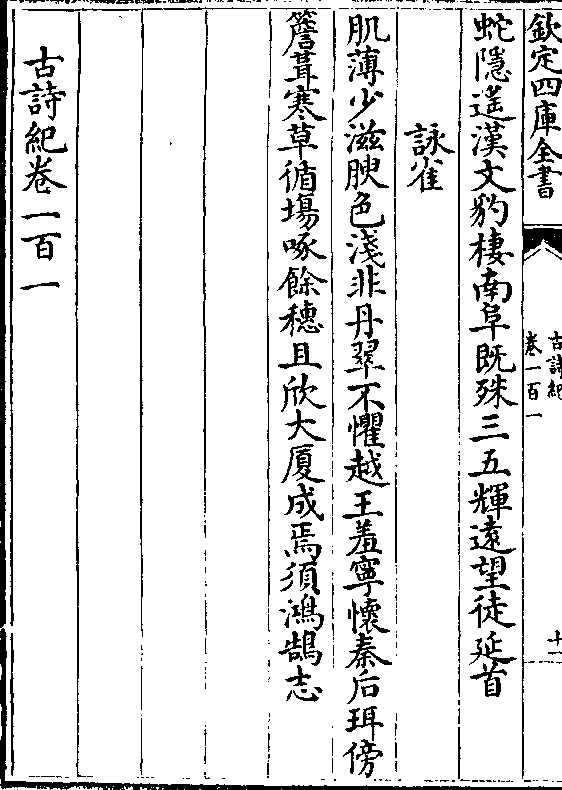 欽定四庫全書
古詩紀
卷一百一
十一
蛇隱遥漢文豹棲南阜既殊三五輝遠望徒延首
詠雀
肌薄少滋腴色淺非丹翠不懼越王羞寧懷秦后珥傍
簷葺寒草循場啄餘穗且欣大厦成焉須鴻鵠志
古詩紀卷一百一